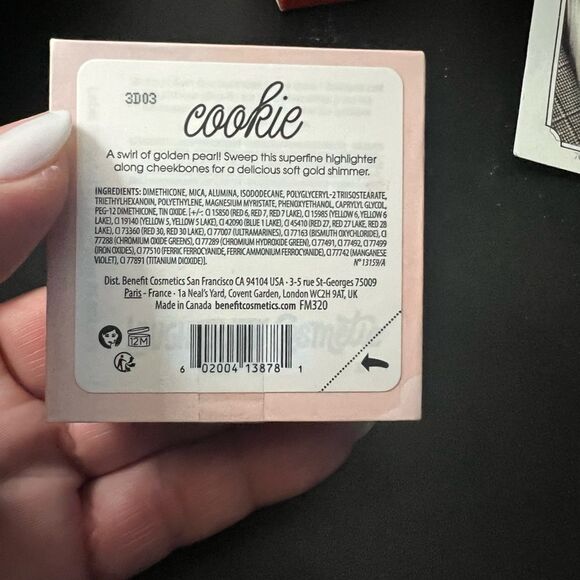 3D03
cookie
A swirl of golden pearl! Sweep this superfine highlighter
along cheekbones for a delicious soft gold shimmer.
INGREDIENTS: DIMETHICONE, MICA, ALUMINA, ISODODECANE, POLYGLYCERYL-2 TRIISOSTEARATE,
TRIETHYLHEXANOIN, POLYETHYLENE, MAGNESIUM MYRISTATE, PHENOXYETHANOL, CAPRYLYL GLYCOL,
PEG-12 DIMETHICONE, TIN OXIDE. [+/-: CI 15850 (RED 6, RED 7, RED 7 LAKE), CI 15985 (YELLOW 6, YELLOW 6
LAKE), CI 19140 (YELLOW 5, YELLOW 5 LAKE), CI 42090 (BLUE 1 LAKE), CI 45410 (RED 27, RED 27 LAKE, RED 28
LAKE), CI 73360 (RED 30, RED 30 LAKE), CI 77007 (ULTRAMARINES), CI 77163 (BISMUTH OXYCHLORIDE), CI
77288 (CHROMIUM OXIDE GREENS), CI 77289 (CHROMIUM HYDROXIDE GREEN), CI 77491, CI 77492, CI 77499
(IRON OXIDES), CI 77510 (FERRIC FERROCYANIDE, FERRIC AMMONIUM FERROCYANIDE), CI 77742 (MANGANESE
VIOLET), CI 77891 (TITANIUM DIOXIDE)].
N° 13159/A
Dist. Benefit Cosmetics San Francisco CA 94104 USA · 3-5 rue St-Georges 75009
Paris - France · 1a Neal's Yard, Covent Garden, London WC2H 9AT, UK
Made in Canada benefitcosmetics.com FM320
12M
6 02004 13878 1